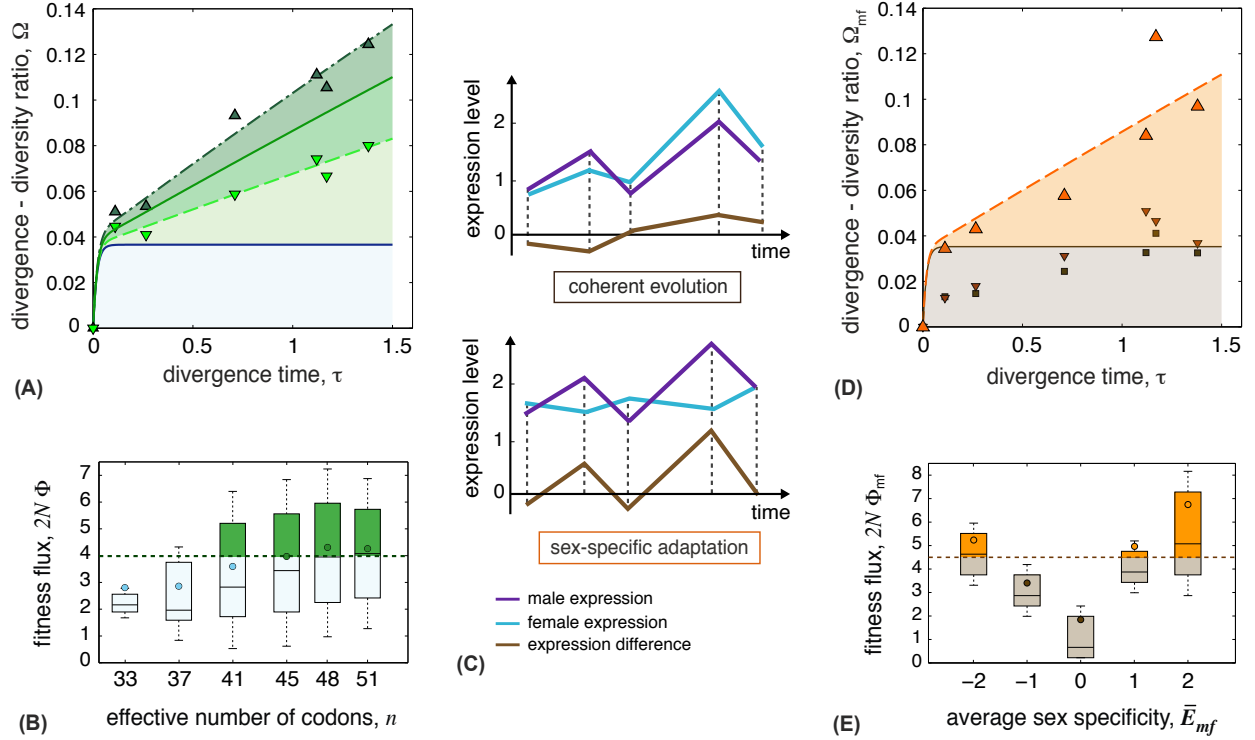 divergence - diversity ratio, Ω
0.14
0.12
0.1
0.08
0.06
0.04
0.02
0
0 0.5 1 1.5
divergence time, τ
(A)
fitness flux, 2N Φ
7
6
5
4
3
2
1
0
33 37 41 45 48 51
effective number of codons, n
(B)
expression level
2
1
0
time
coherent evolution
expression level
2
1
0
time
sex-specific adaptation
male expression
female expression
expression difference
(C)
divergence - diversity ratio, Ωmf
0.14
0.12
0.1
0.08
0.06
0.04
0.02
0
0 0.5 1 1.5
divergence time, τ
(D)
fitness flux, 2N Φmf
8
7
6
5
4
3
2
1
0
−2 −1 0 1 2
average sex specificity, Ēmf
(E)